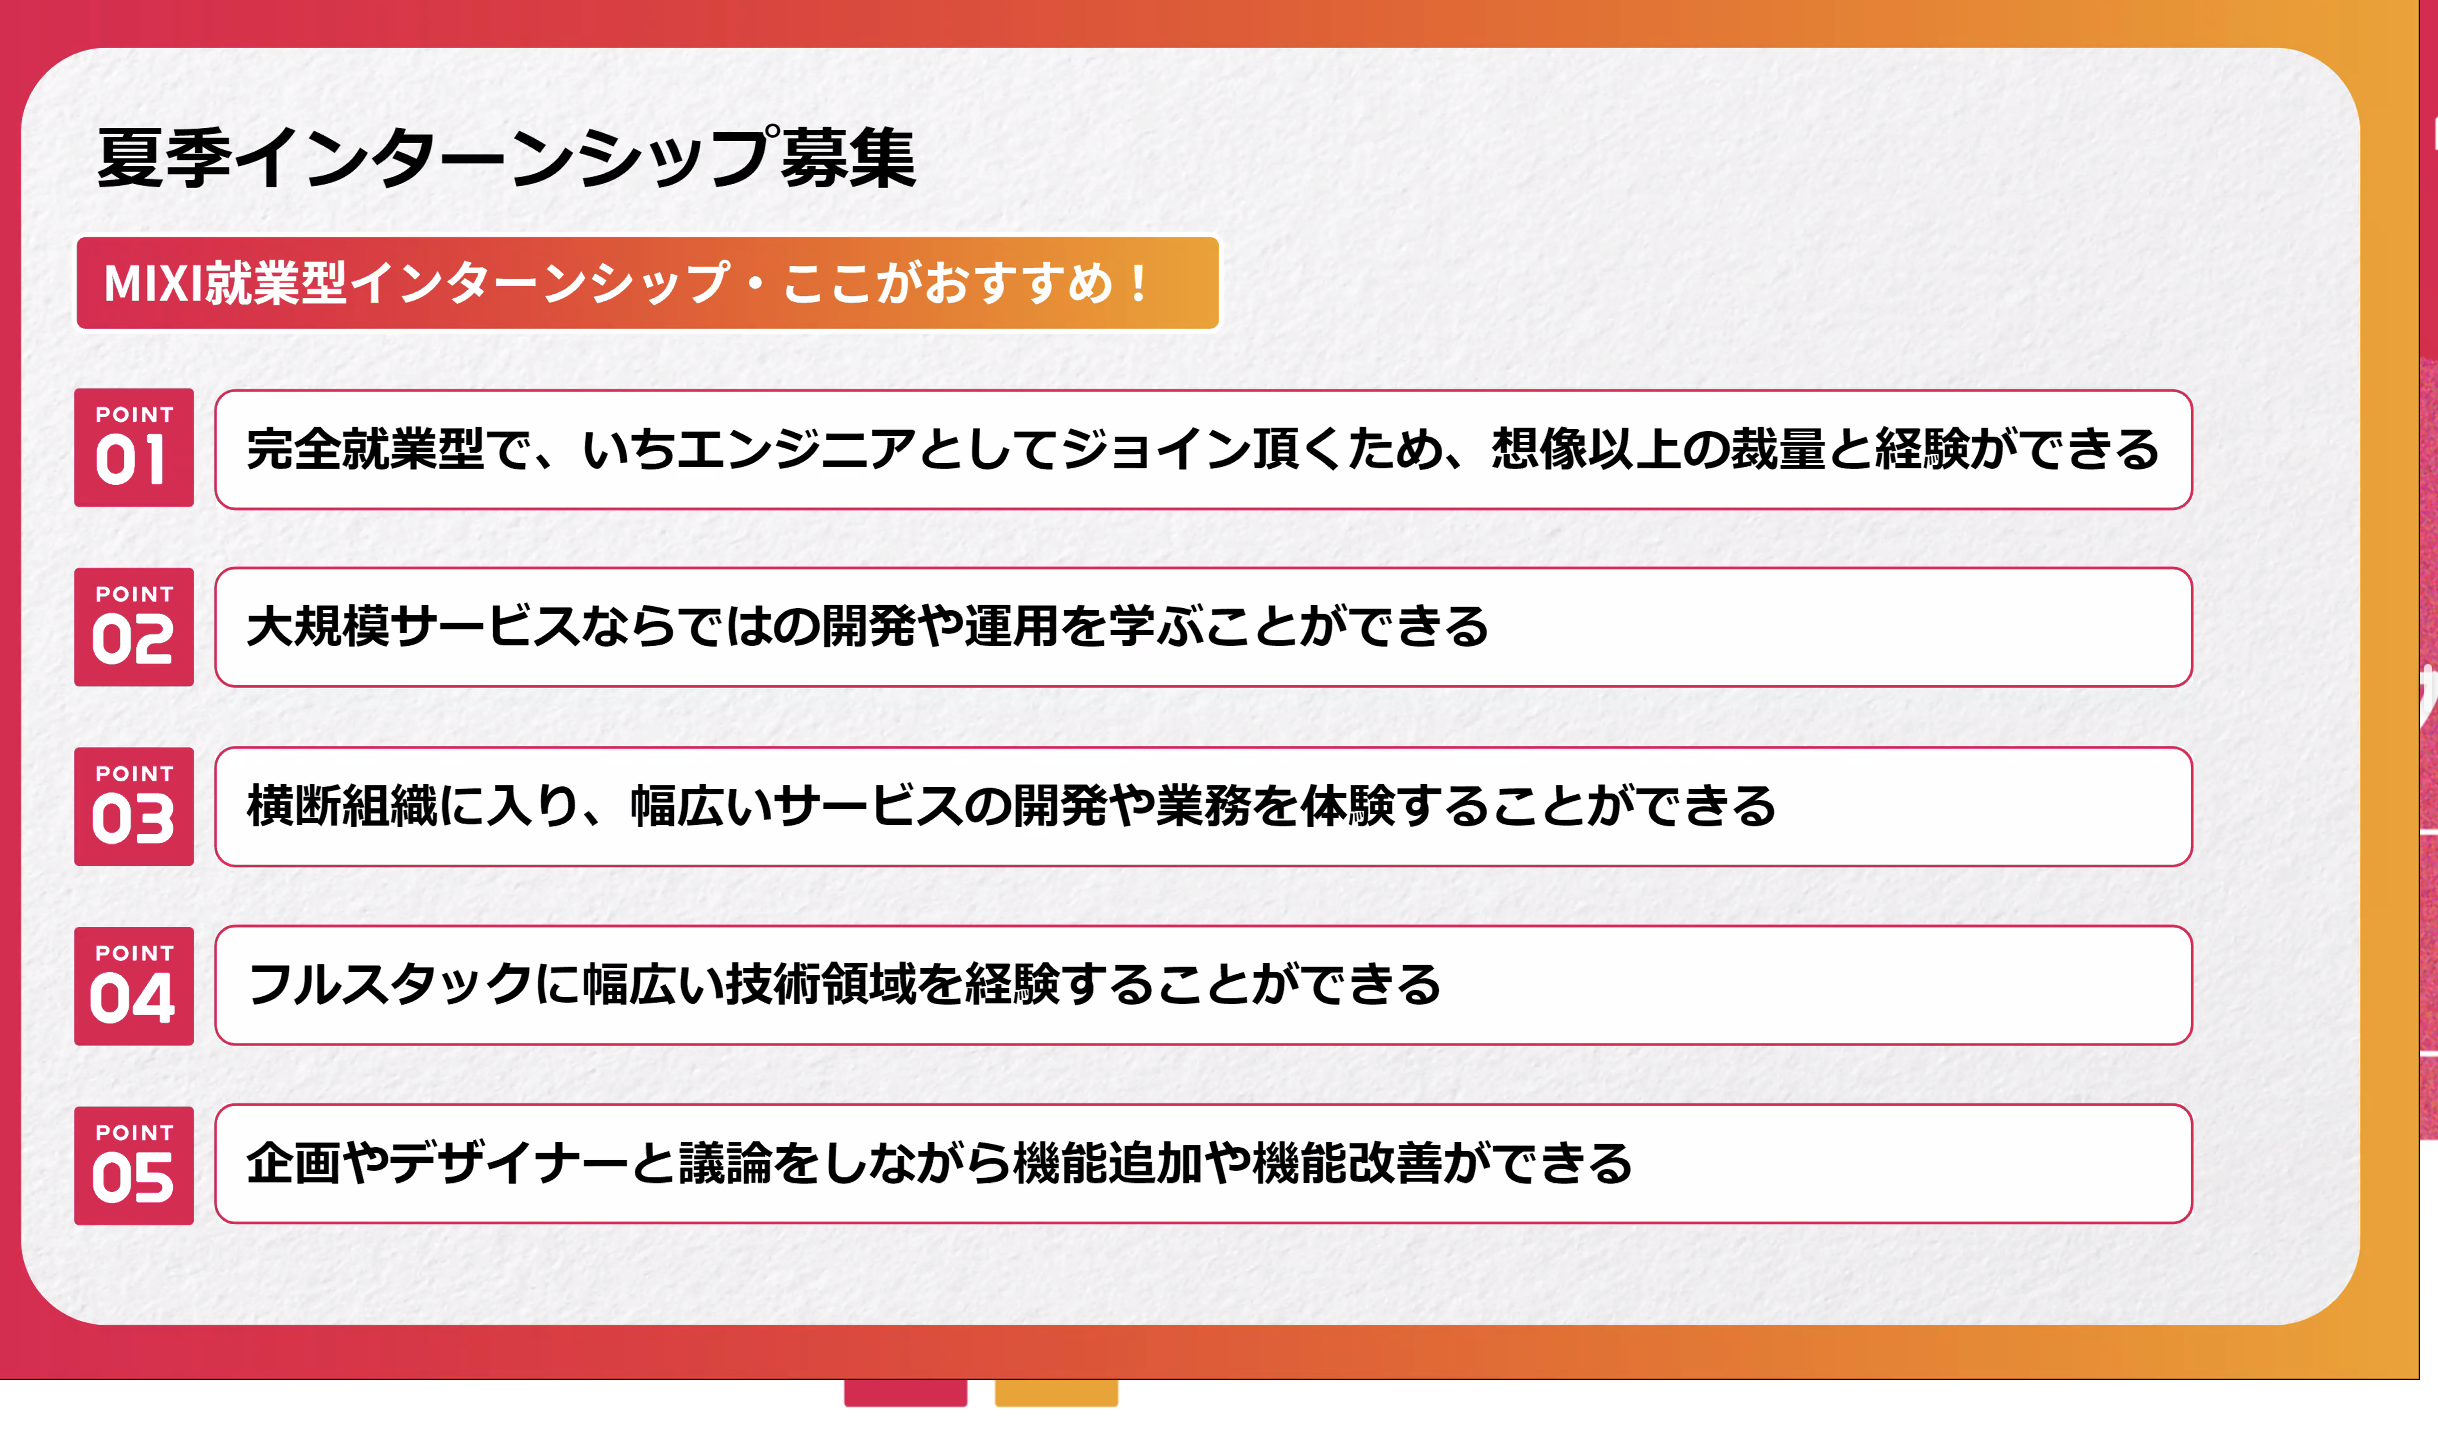 夏季インターンシップ募集
MIXI就業型インターンシップ・ここがおすすめ！
POINT
01
完全就業型で、いちエンジニアとしてジョイン頂くため、想像以上の裁量と経験ができる
POINT
02
大規模サービスならではの開発や運用を学ぶことができる
POINT
03
横断組織に入り、幅広いサービスの開発や業務を体験することができる
POINT
04
フルスタックに幅広い技術領域を経験することができる
POINT
05
企画やデザイナーと議論をしながら機能追加や機能改善ができる